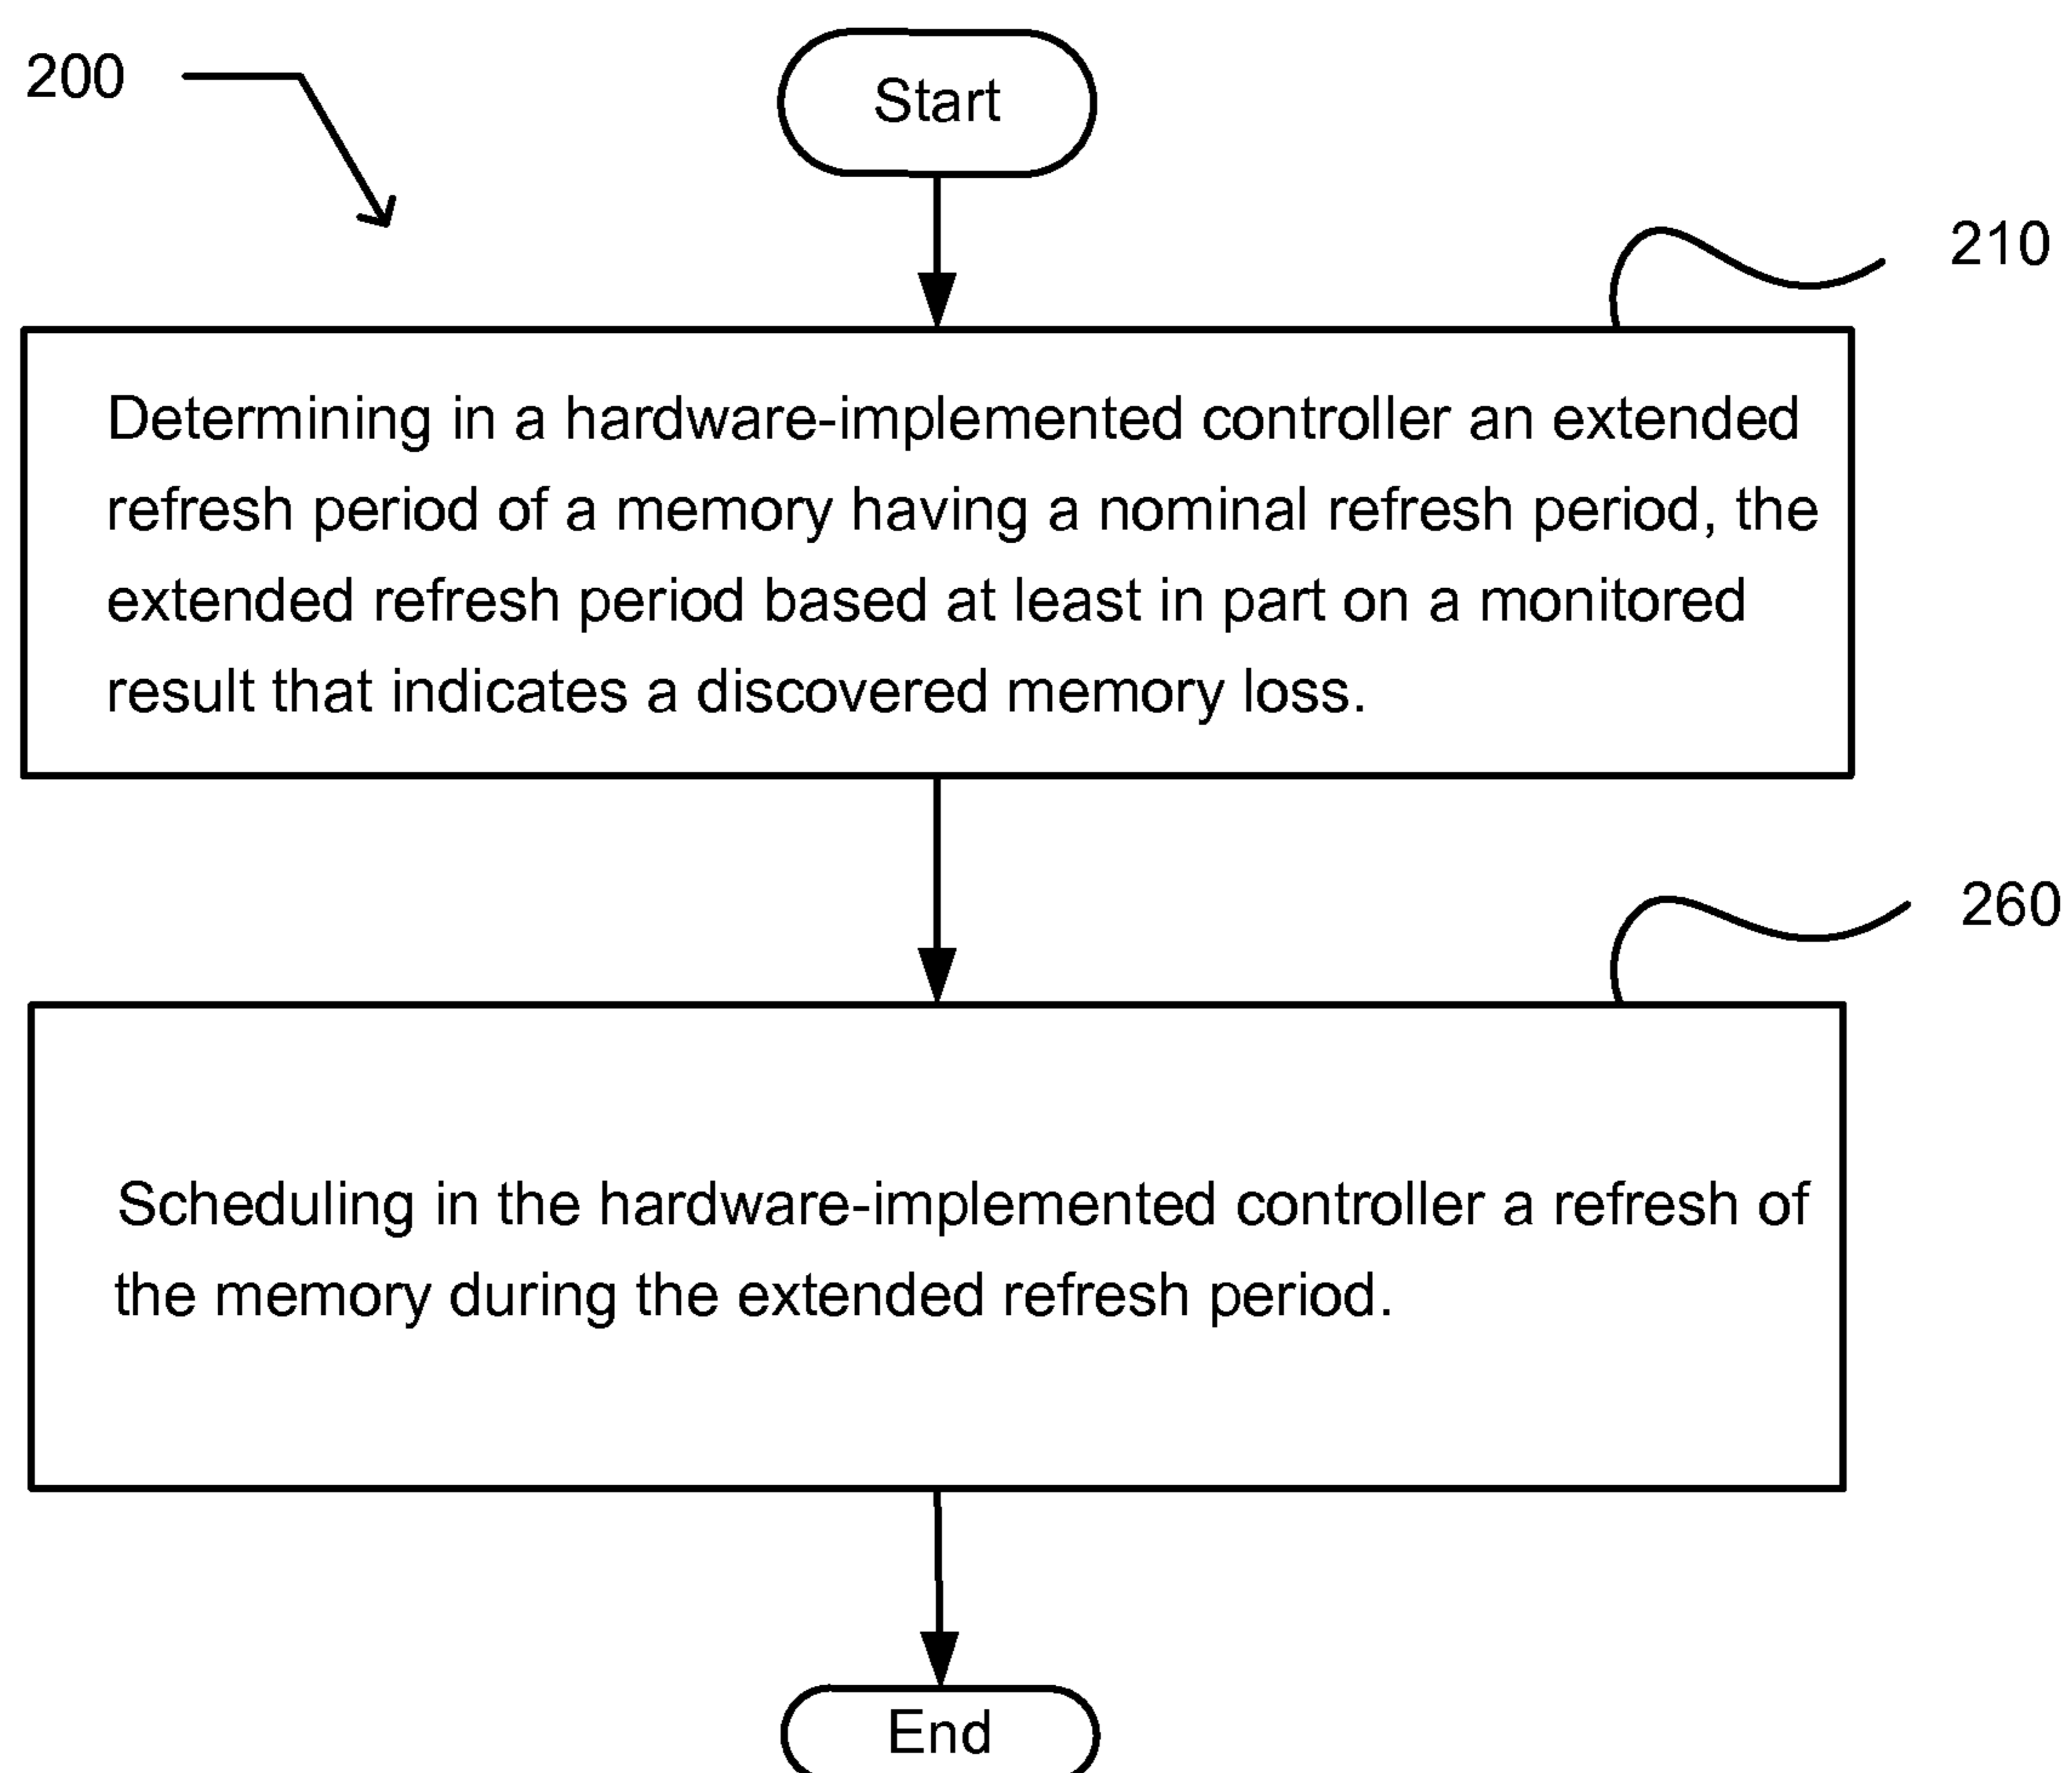 200
Start
210
Determining in a hardware-implemented controller an extended
refresh period of a memory having a nominal refresh period, the
extended refresh period based at least in part on a monitored
result that indicates a discovered memory loss.
260
Scheduling in the hardware-implemented controller a refresh of
the memory during the extended refresh period.
End